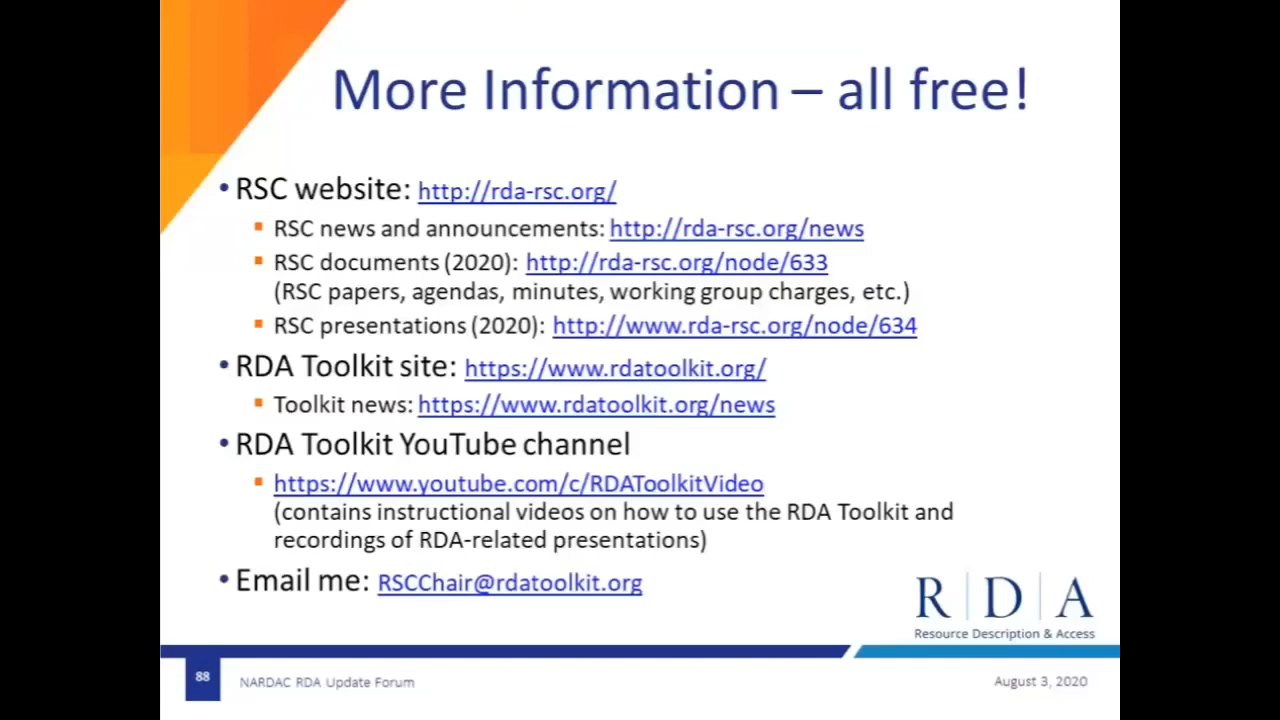 More Information – all free!
• RSC website: http://rda-rsc.org/
▪ RSC news and announcements: http://rda-rsc.org/news
▪ RSC documents (2020): http://rda-rsc.org/node/633
(RSC papers, agendas, minutes, working group charges, etc.)
▪ RSC presentations (2020): http://www.rda-rsc.org/node/634
• RDA Toolkit site: https://www.rdatoolkit.org/
▪ Toolkit news: https://www.rdatoolkit.org/news
• RDA Toolkit YouTube channel
▪ https://www.youtube.com/c/RDAToolkitVideo
(contains instructional videos on how to use the RDA Toolkit and
recordings of RDA-related presentations)
• Email me: RSCChair@rdatoolkit.org
R | D | A
Resource Description & Access
88
NARDAC RDA Update Forum
August 3, 2020